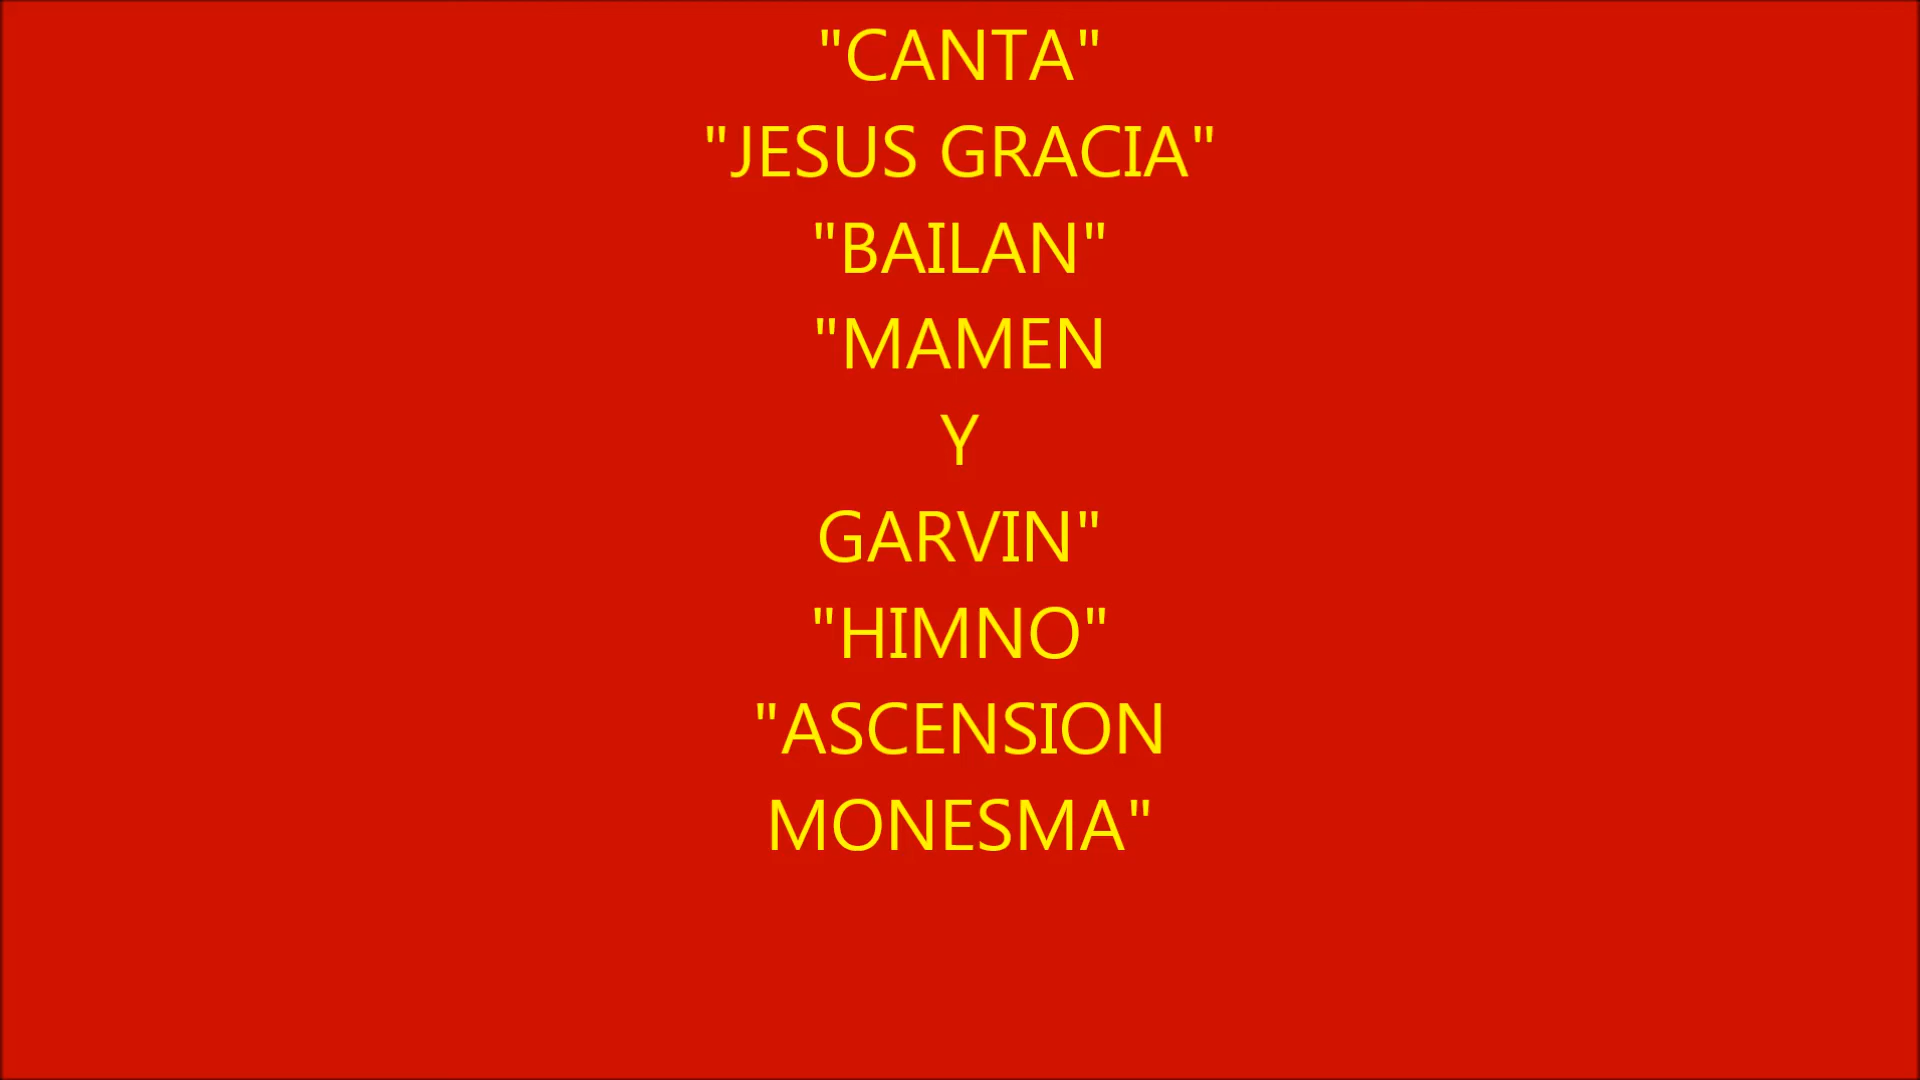 "CANTA"
"JESUS GRACIA"
"BAILAN"
"MAMEN
Y
GARVIN"
"HIMNO"
"ASCENSION
MONESMA"